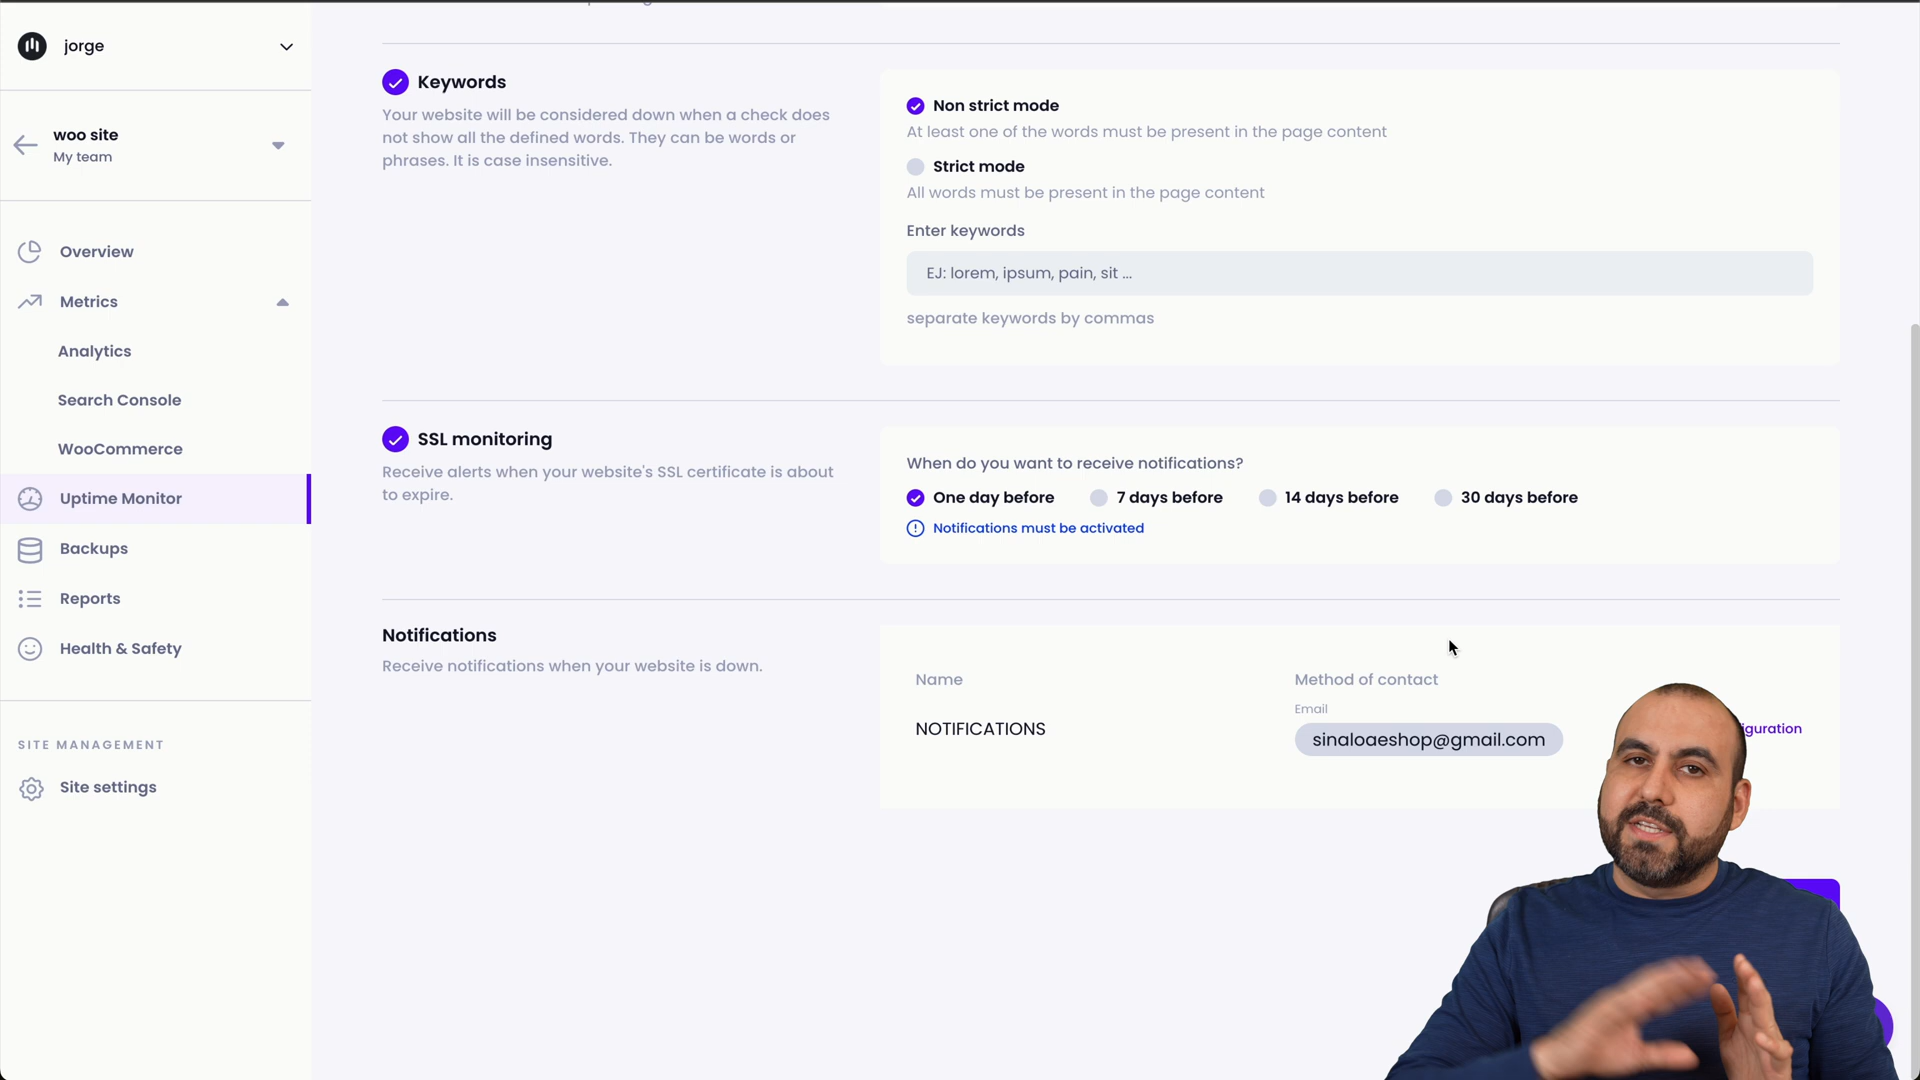 jorge
woo site
My team
Overview
Metrics
Analytics
Search Console
WooCommerce
Uptime Monitor
Backups
Reports
Health & Safety
SITE MANAGEMENT
Site settings
Keywords
Your website will be considered down when a check does
not show all the defined words. They can be words or
phrases. It is case insensitive.
Non strict mode
At least one of the words must be present in the page content
Strict mode
All words must be present in the page content
Enter keywords
EJ: lorem, ipsum, pain, sit ...
separate keywords by commas
SSL monitoring
Receive alerts when your website's SSL certificate is about
to expire.
When do you want to receive notifications?
One day before 7 days before 14 days before 30 days before
Notifications must be activated
Notifications
Receive notifications when your website is down.
Name Method of contact
Email
NOTIFICATIONS sinaloaeshop@gmail.com